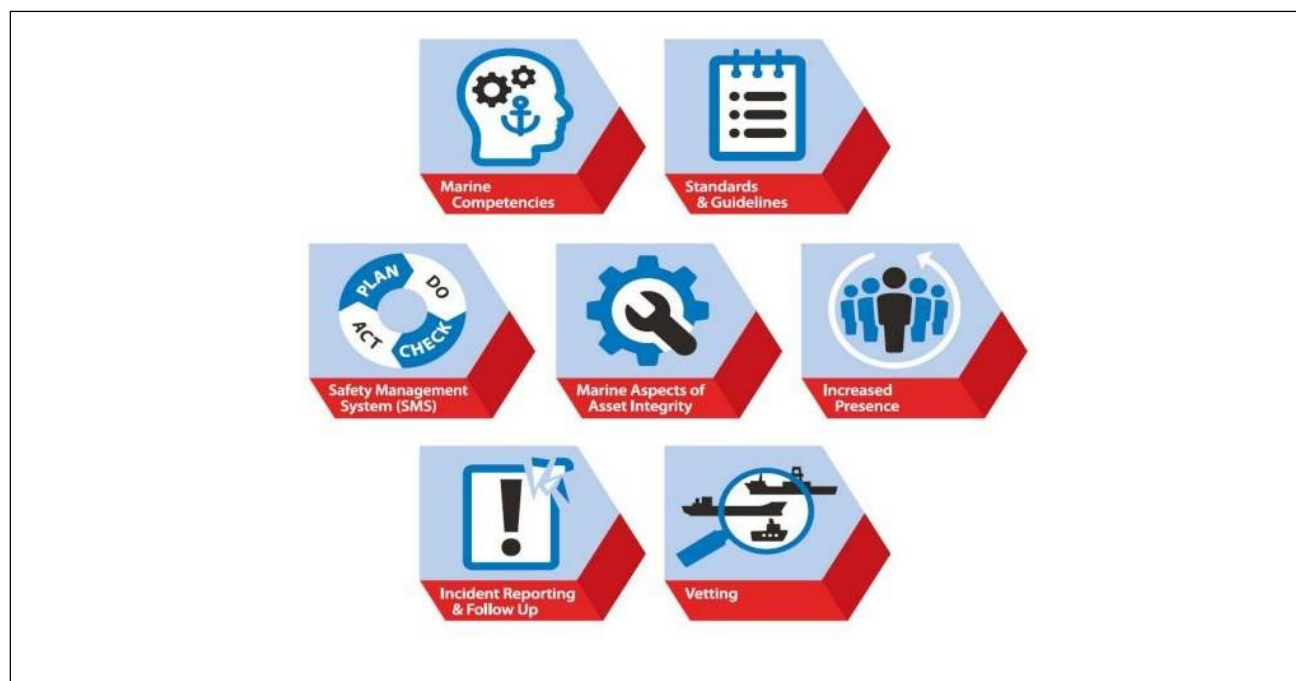 Marine
Competencies
Standards
& Guidelines
PLAN
DO
CHECK
ACT
Safety Management
System (SMS)
Marine Aspects of
Asset Integrity
Increased
Presence
Incident Reporting
& Follow Up
Vetting